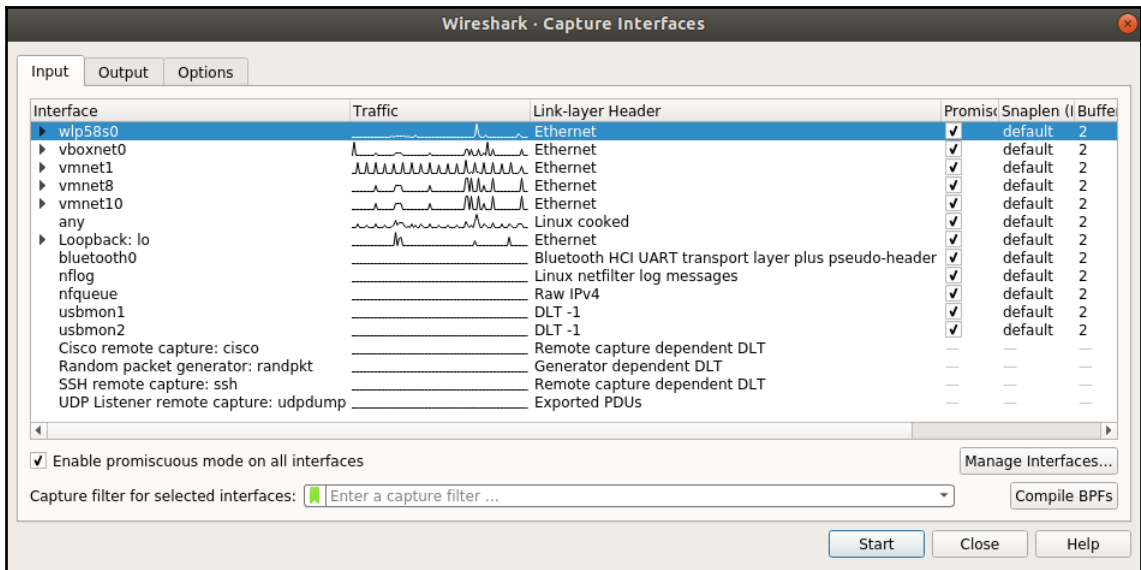 Wireshark · Capture Interfaces
Input Output Options
Interface Traffic Link-layer Header Promisc Snaplen (I Buffer
wlp58s0 Ethernet default 2
vboxnet0 Ethernet default 2
vmnet1 Ethernet default 2
vmnet8 Ethernet default 2
vmnet10 Ethernet default 2
any Linux cooked default 2
Loopback: lo Ethernet default 2
bluetooth0 Bluetooth HCI UART transport layer plus pseudo-header default 2
nflog Linux netfilter log messages default 2
nfqueue Raw IPv4 default 2
usbmon1 DLT -1 default 2
usbmon2 DLT -1 default 2
Cisco remote capture: cisco Remote capture dependent DLT — — —
Random packet generator: randpkt Generator dependent DLT — — —
SSH remote capture: ssh Remote capture dependent DLT — — —
UDP Listener remote capture: udpdump Exported PDUs — — —
Enable promiscuous mode on all interfaces Manage Interfaces...
Capture filter for selected interfaces: Enter a capture filter ... Compile BPFs
Start Close Help